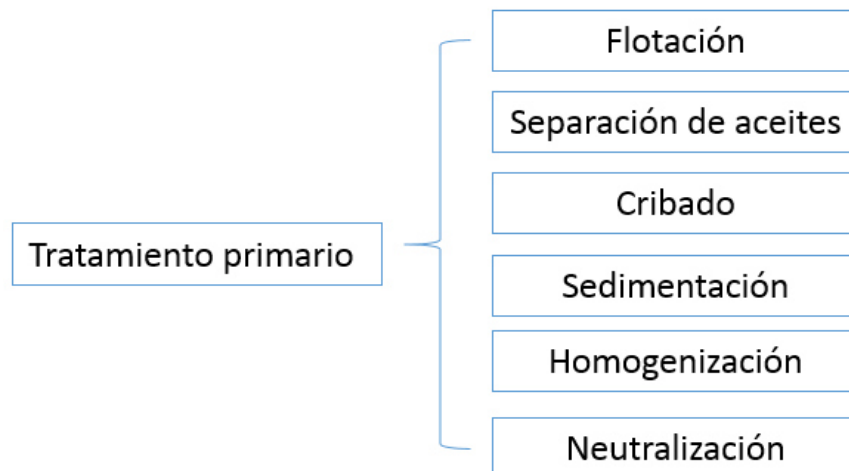 Flotación
Separación de aceites
Cribado
Tratamiento primario
Sedimentación
Homogenización
Neutralización